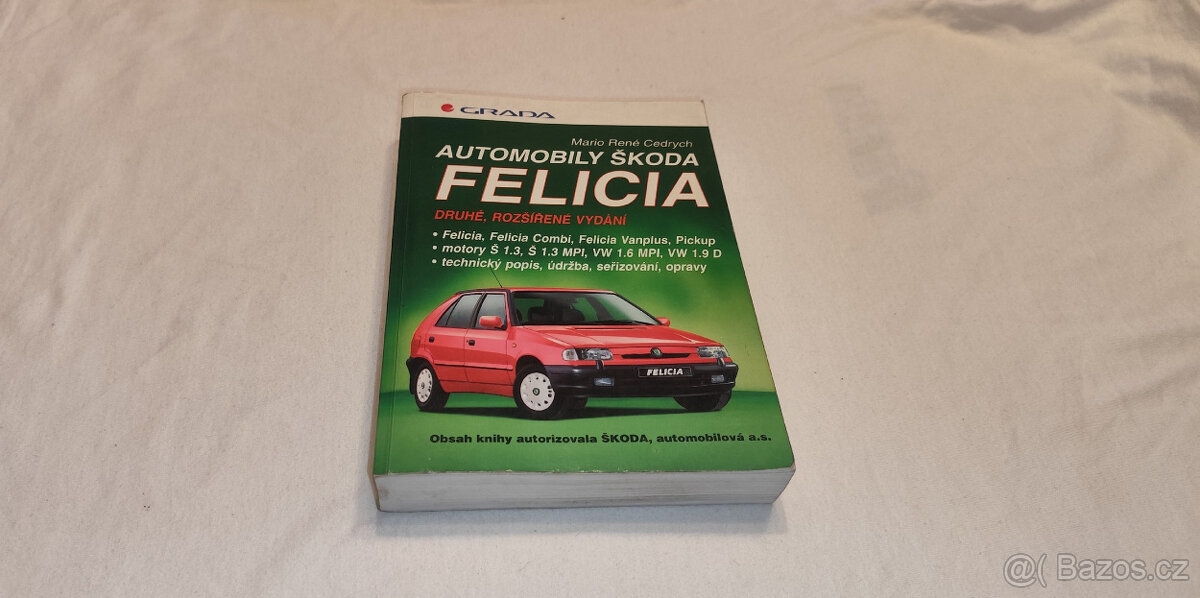 GRADA
Mario René Cedrych
AUTOMOBILY ŠKODA
FELICIA
DRUHÉ, ROZŠÍŘENÉ VYDÁNÍ
• Felicia, Felicia Combi, Felicia Vanplus, Pickup
• motory Š 1.3, Š 1.3 MPI, VW 1.6 MPI, VW 1.9 D
• technický popis, údržba, seřizování, opravy
FELICIA
Obsah knihy autorizovala ŠKODA, automobilová a.s.
@( Bazos.cz